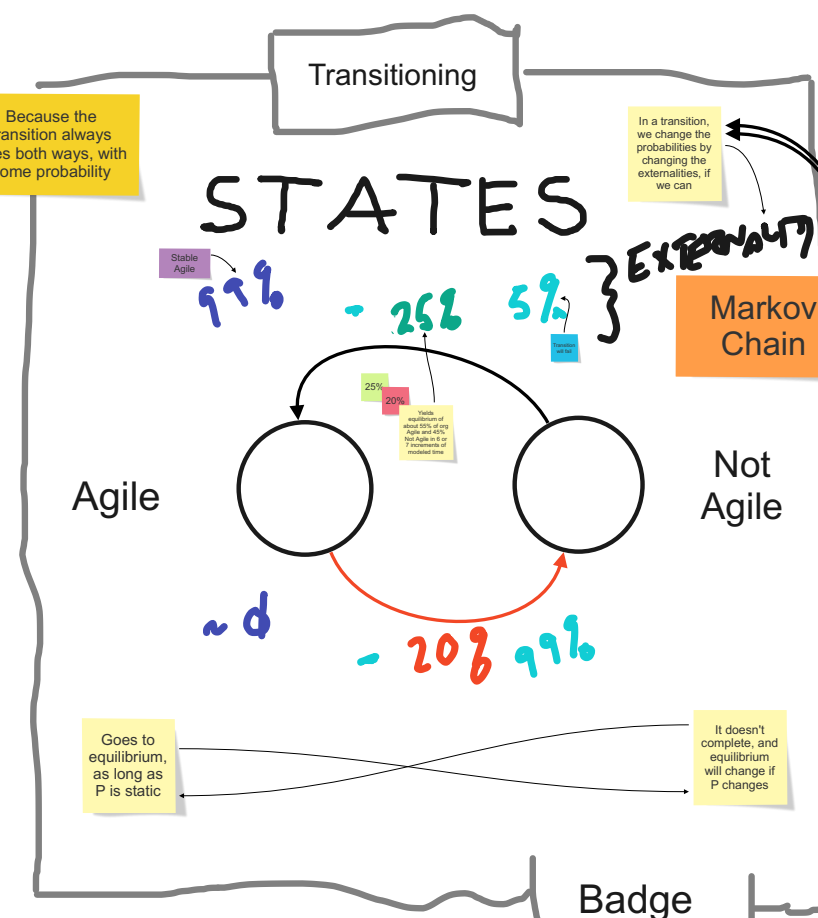 Transitioning
Because the
ransition always
es both ways, with
ome probability
In a transition,
we change the
probabilities by
changing the
externalities, if
we can
STATES
EXTERNALITY
Stable
Agile
99%
~ 25%
5%
Transition
will fail
Markov
Chain
25%
20%
Yields
equilibrium of
about 55% of org
Agile and 45%
Not Agile in 6 or
7 increments of
modeled time
Agile
Not
Agile
~ 0
~ 20%
99%
Goes to
equilibrium,
as long as
P is static
It doesn't
complete, and
equilibrium
will change if
P changes
Badge